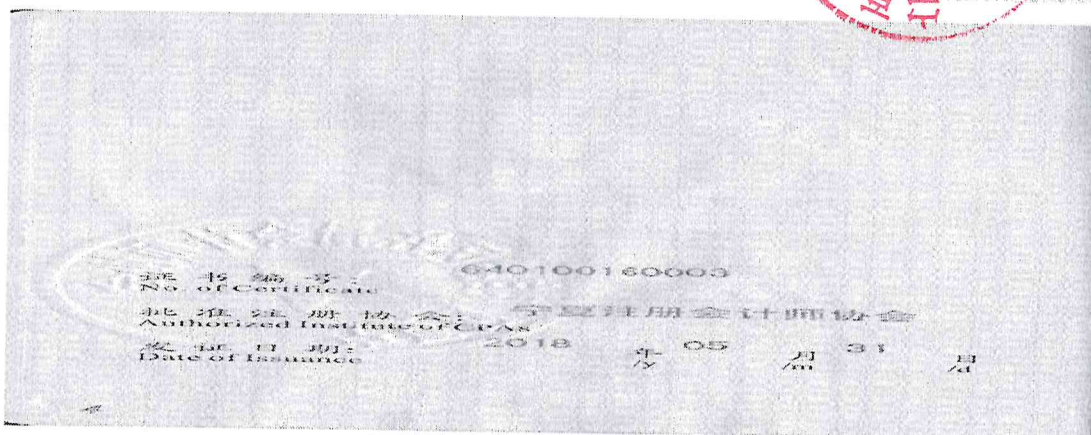 证书编号: 640100160003
No. of Certificate
批准注册协会: 宁夏注册会计师协会
Authorized Institute of CPAs
发证日期: 2018 年 05 月 31 日
Date of Issuance /y /m /d